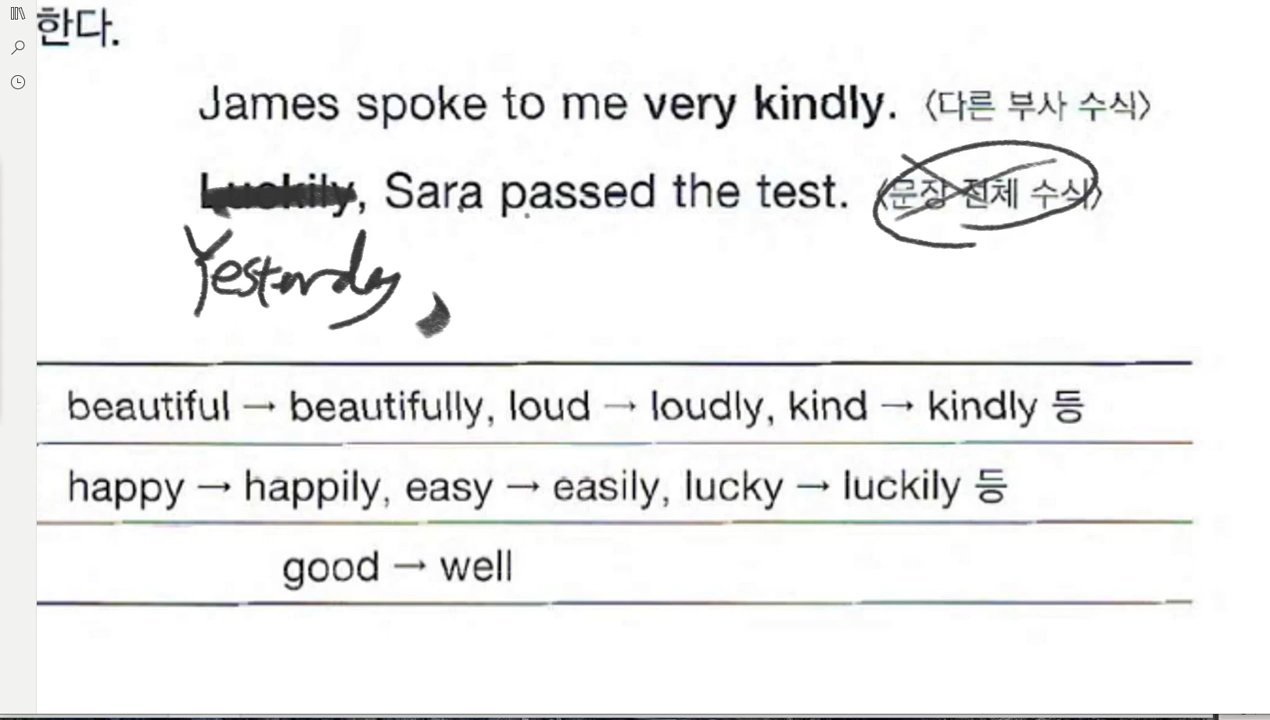 한다.
James spoke to me very kindly. 〈다른 부사 수식〉
Luckily, Sara passed the test. 〈문장 전체 수식〉
Yesterday,
beautiful → beautifully, loud → loudly, kind → kindly 등
happy → happily, easy → easily, lucky → luckily 등
good → well